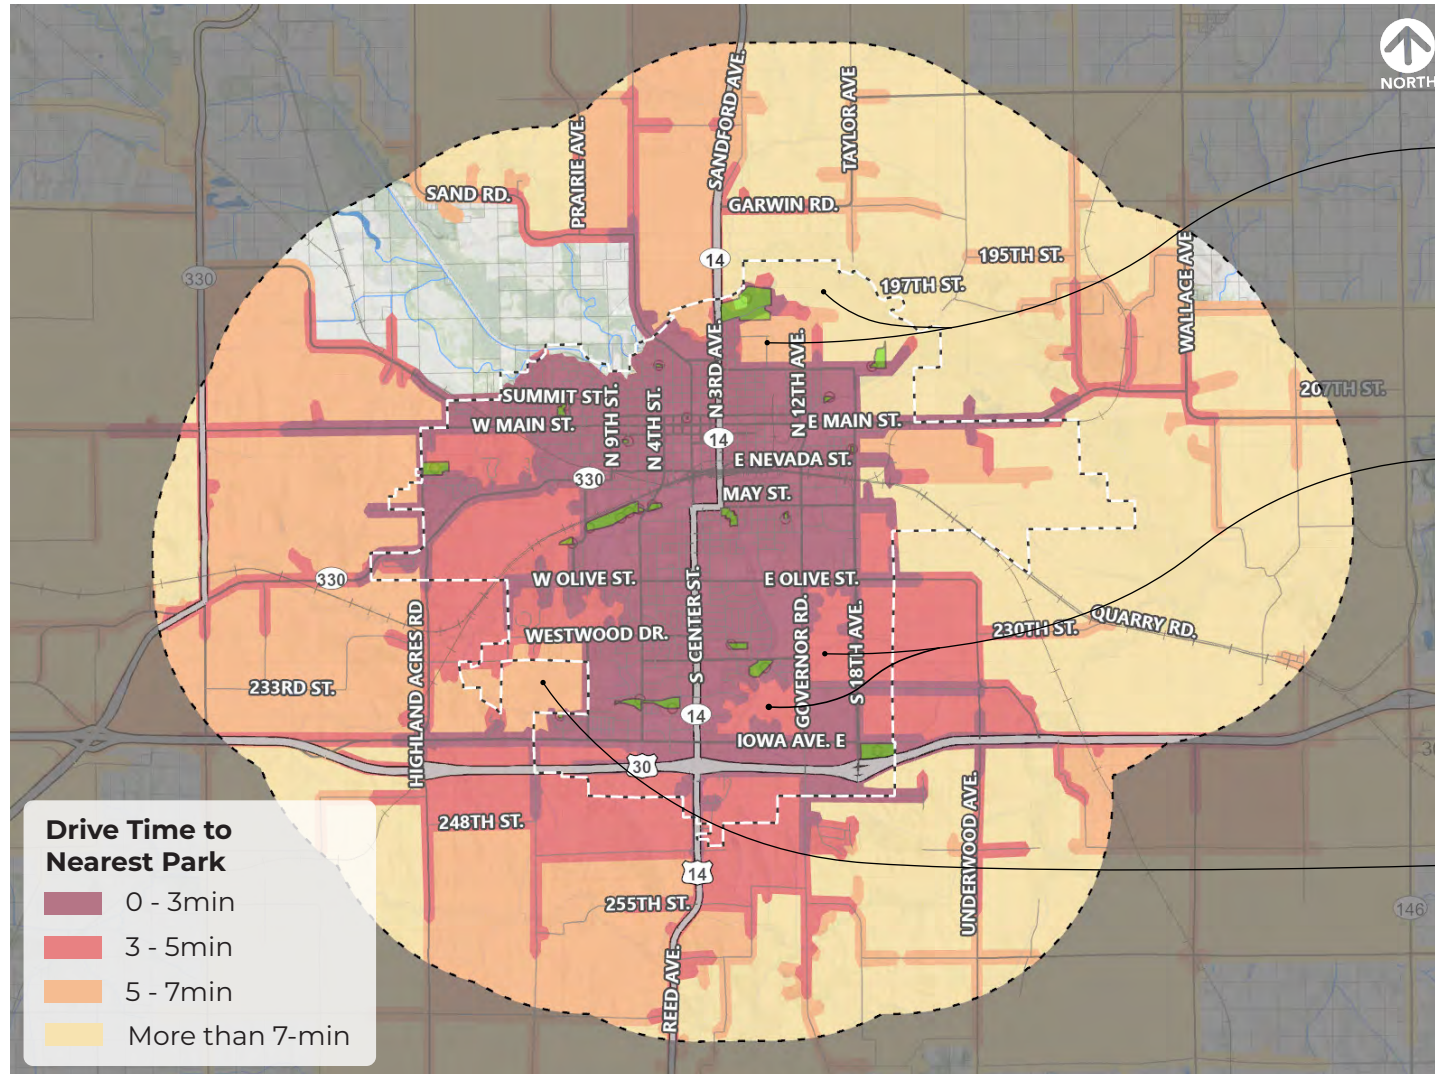 NORTH
SANDFORD AVE.
TAYLOR AVE
PRAIRIE AVE.
SAND RD.
GARWIN RD.
14
195TH ST.
WALLACE AVE
330
197TH ST.
N 3RD AVE.
N 12TH AVE.
207TH ST.
SUMMIT ST
N 9TH ST.
N 4TH ST.
W MAIN ST.
E MAIN ST.
14
E NEVADA ST.
330
MAY ST.
330
W OLIVE ST.
E OLIVE ST.
S CENTER ST.
HIGHLAND ACRES RD
WESTWOOD DR.
GOVERNOR RD.
S 18TH AVE.
230TH ST.
QUARRY RD.
233RD ST.
14
IOWA AVE. E
30
30
248TH ST.
UNDERWOOD AVE.
14
255TH ST.
146
REED AVE.
Drive Time to
Nearest Park
0 - 3min
3 - 5min
5 - 7min
More than 7-min